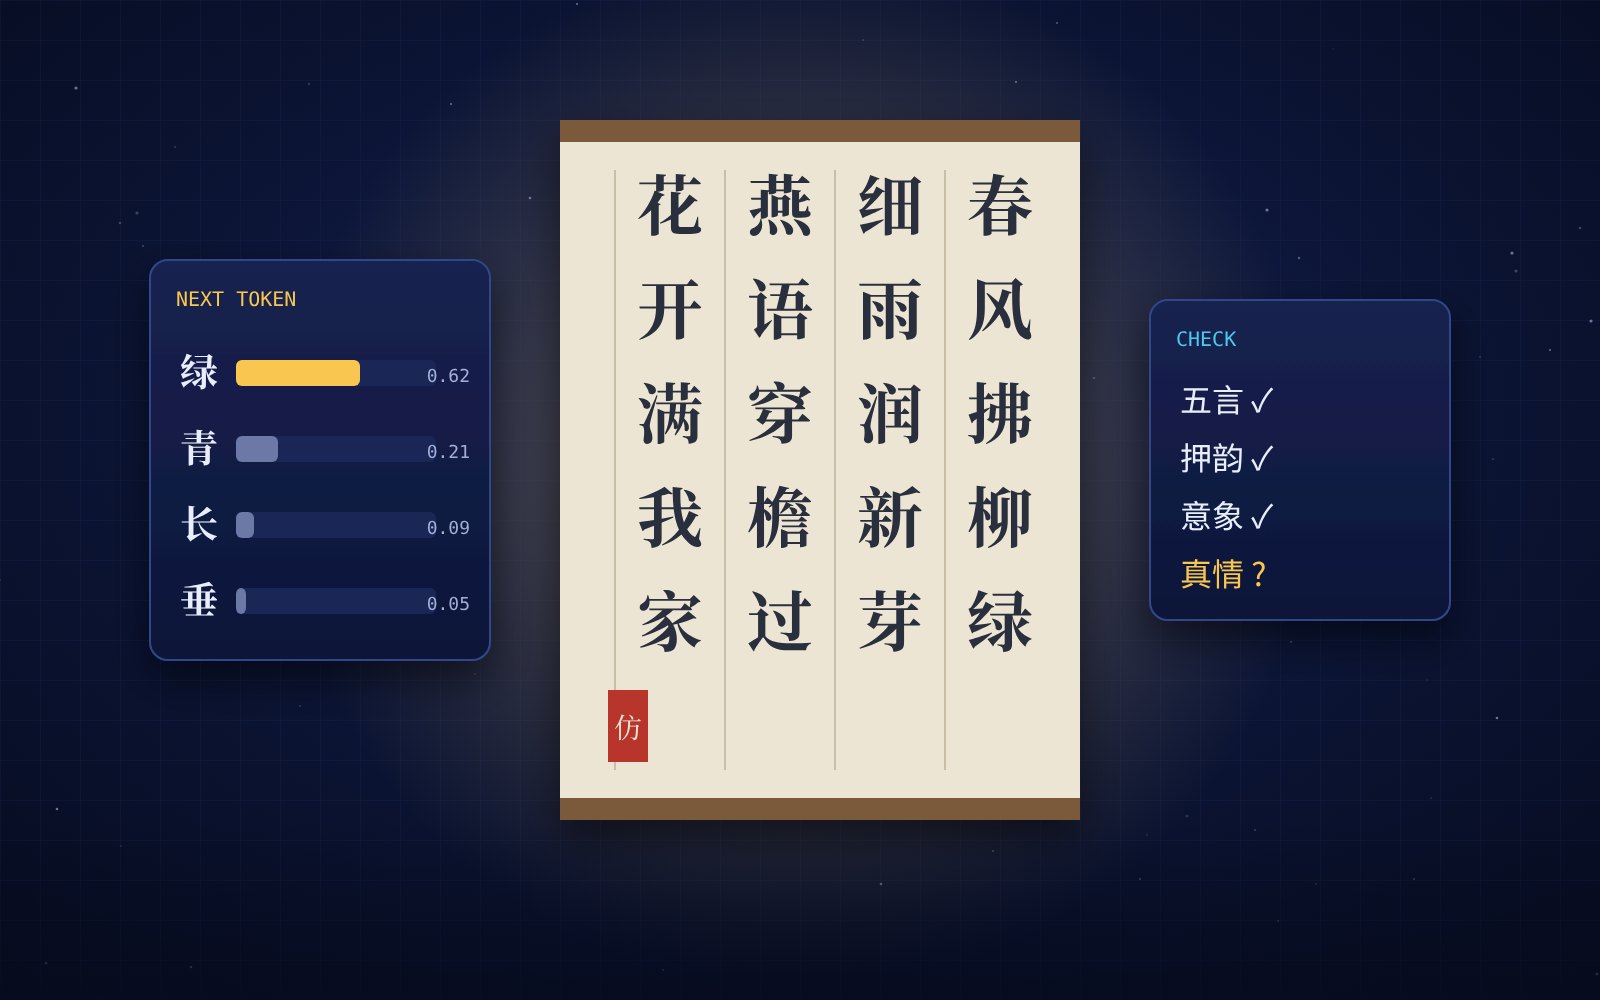 NEXT TOKEN
绿 0.62
青 0.21
长 0.09
垂 0.05
春风拂柳绿
细雨润新芽
燕语穿檐过
花开满我家
仿
CHECK
五言✓
押韵✓
意象✓
真情？